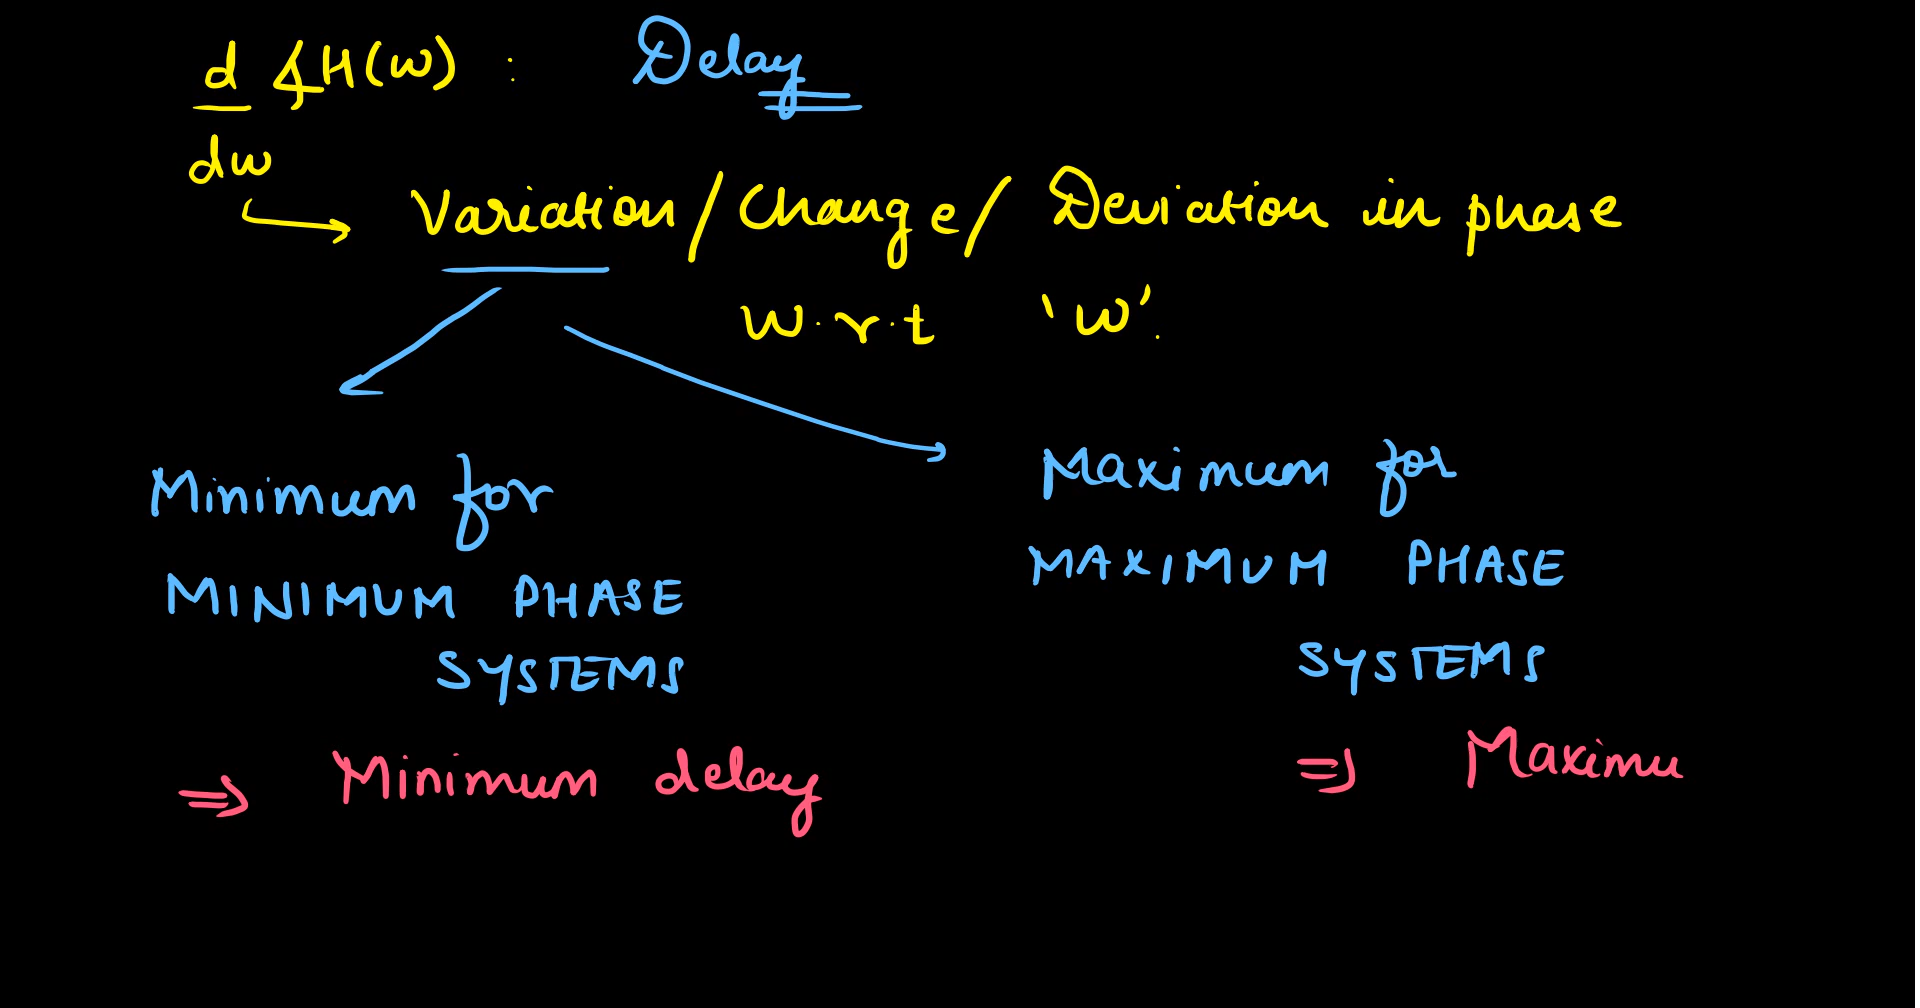 d ∡H(ω) : Delay
dω
Variation / Change / Deviation in phase
w.r.t 'ω'.
Minimum for
MINIMUM PHASE
SYSTEMS
⇒ Minimum delay
Maximum for
MAXIMUM PHASE
SYSTEMS
⇒ Maximu